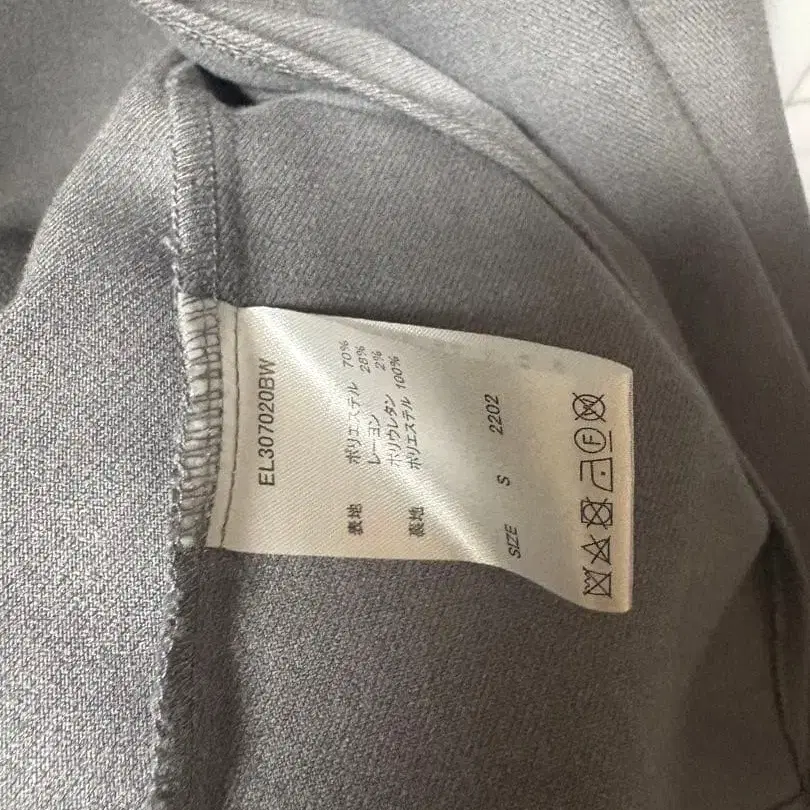 EL307020BW
表地 ポリエステル 70%
レーヨン 28%
ポリウレタン 2%
裏地 ポリエステル 100%
SIZE S 2202
F